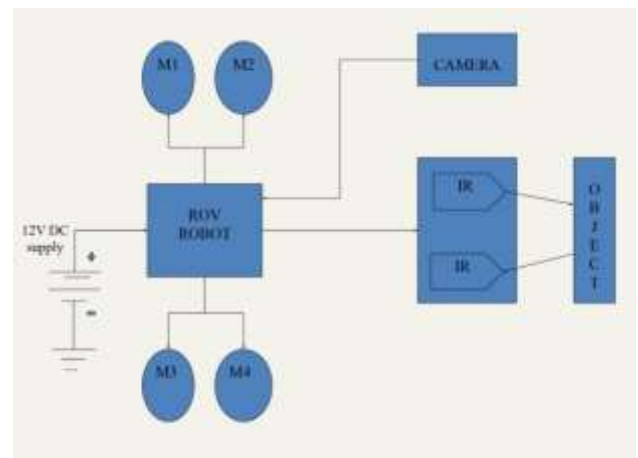 M1
M2
CAMERA
ROV
ROBOT
12V DC
supply
+
-
IR
IR
O
B
J
E
C
T
M3
M4